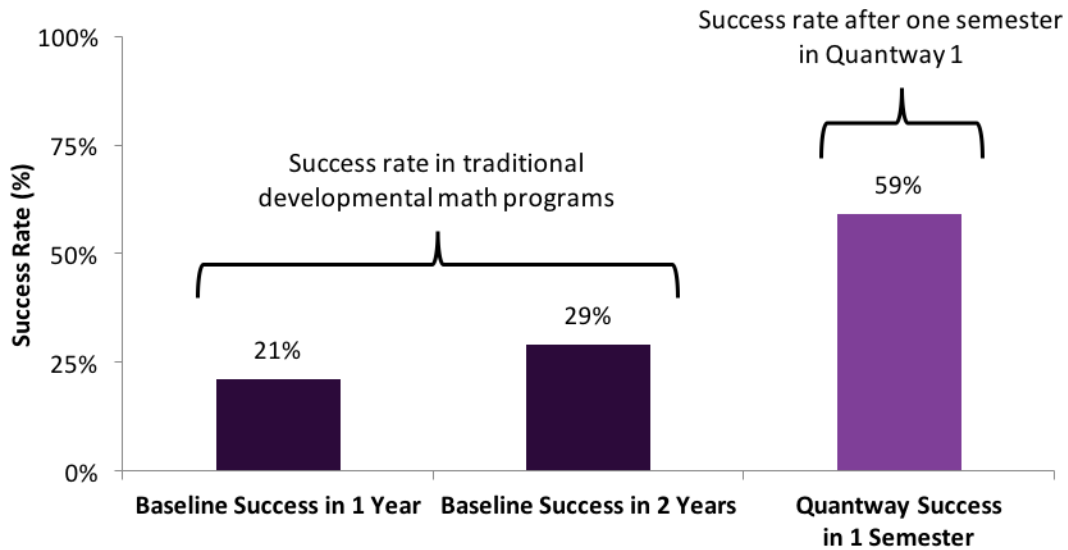 Success rate after one semester
in Quantway 1
100%
75%
50%
25%
0%
Success Rate (%)
Success rate in traditional
developmental math programs
21%
29%
59%
Baseline Success in 1 Year
Baseline Success in 2 Years
Quantway Success
in 1 Semester